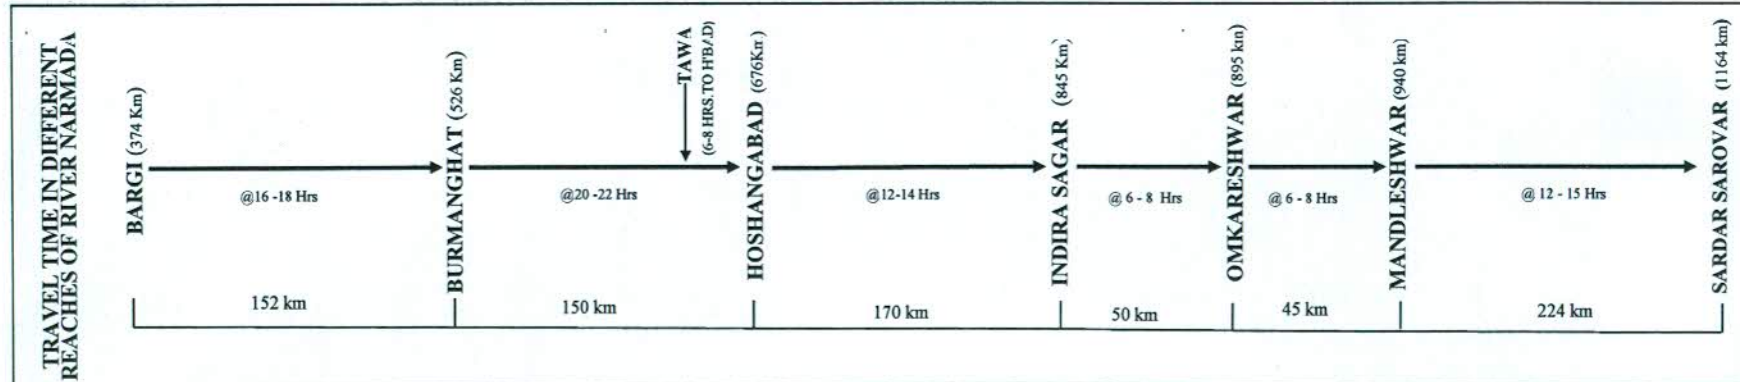 TRAVEL TIME IN DIFFERENT
REACHES OF RIVER NARMADA
BARGI (374 Km)
@16 -18 Hrs
BURMANGHAT (526 Km)
@20 -22 Hrs
TAWA
(6-8 HRS.TO H'BAD)
HOSHANGABAD (676Km)
@12-14 Hrs
INDIRA SAGAR (845 Km)
@ 6 - 8 Hrs
OMKARESHWAR (895 km)
@ 6 - 8 Hrs
MANDLESHWAR (940 km)
@ 12 - 15 Hrs
SARDAR SAROVAR (1164 km)
152 km
150 km
170 km
50 km
45 km
224 km